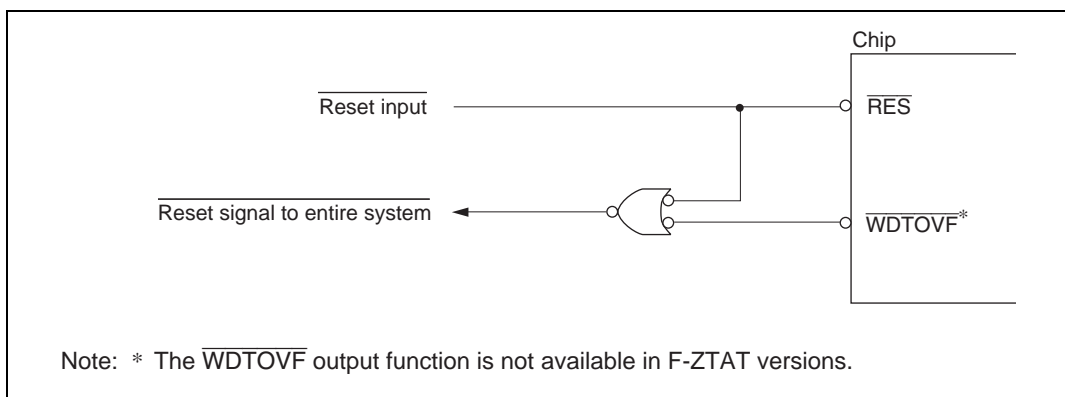 Chip
Reset input
RES
Reset signal to entire system
WDTOVF*
Note: * The WDTOVF output function is not available in F-ZTAT versions.